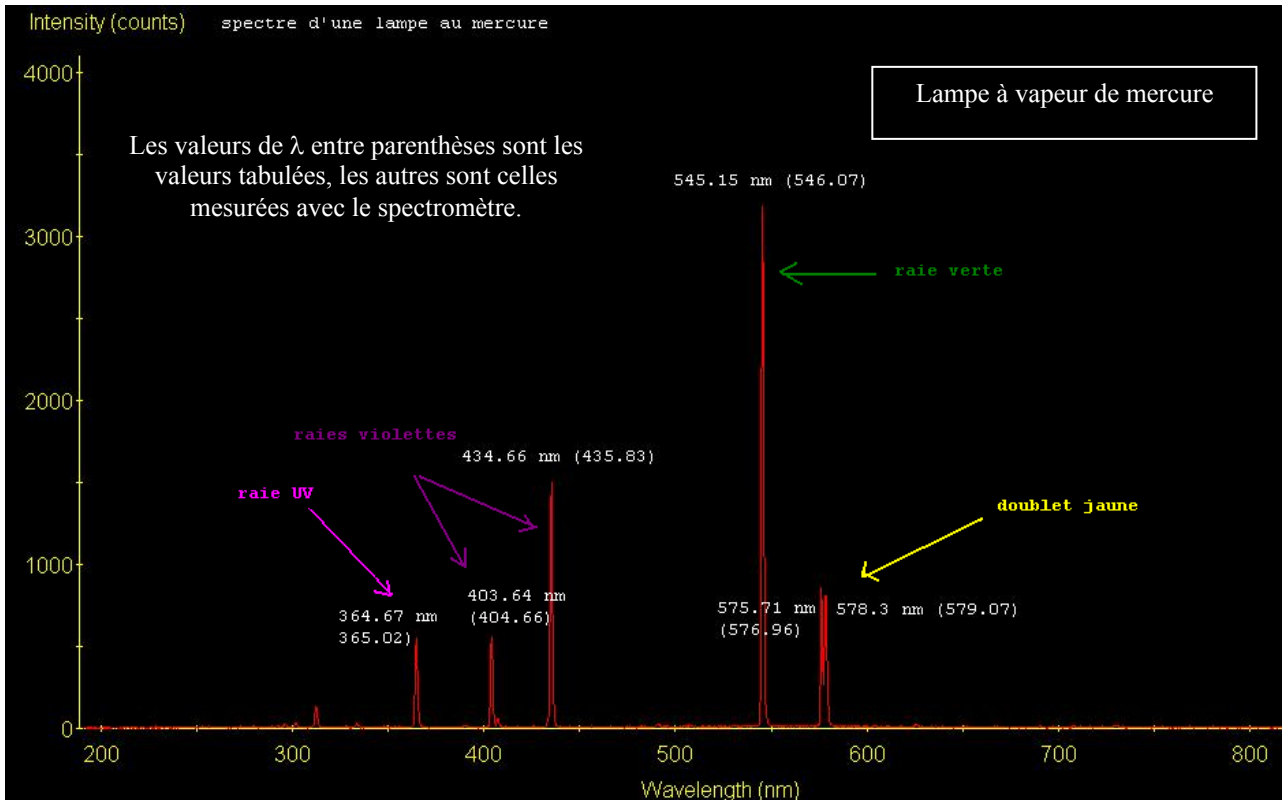 Intensity (counts)
spectre d'une lampe au mercure
4000
Lampe à vapeur de mercure
Les valeurs de λ entre parenthèses sont les
valeurs tabulées, les autres sont celles
mesurées avec le spectromètre.
545.15 nm (546.07)
3000
raie verte
2000
raies violettes
434.66 nm (435.83)
raie UV
doublet jaune
1000
403.64 nm
(404.66)
364.67 nm
365.02)
575.71 nm
(576.96)
578.3 nm (579.07)
0
200 300 400 500 600 700 800
Wavelength (nm)